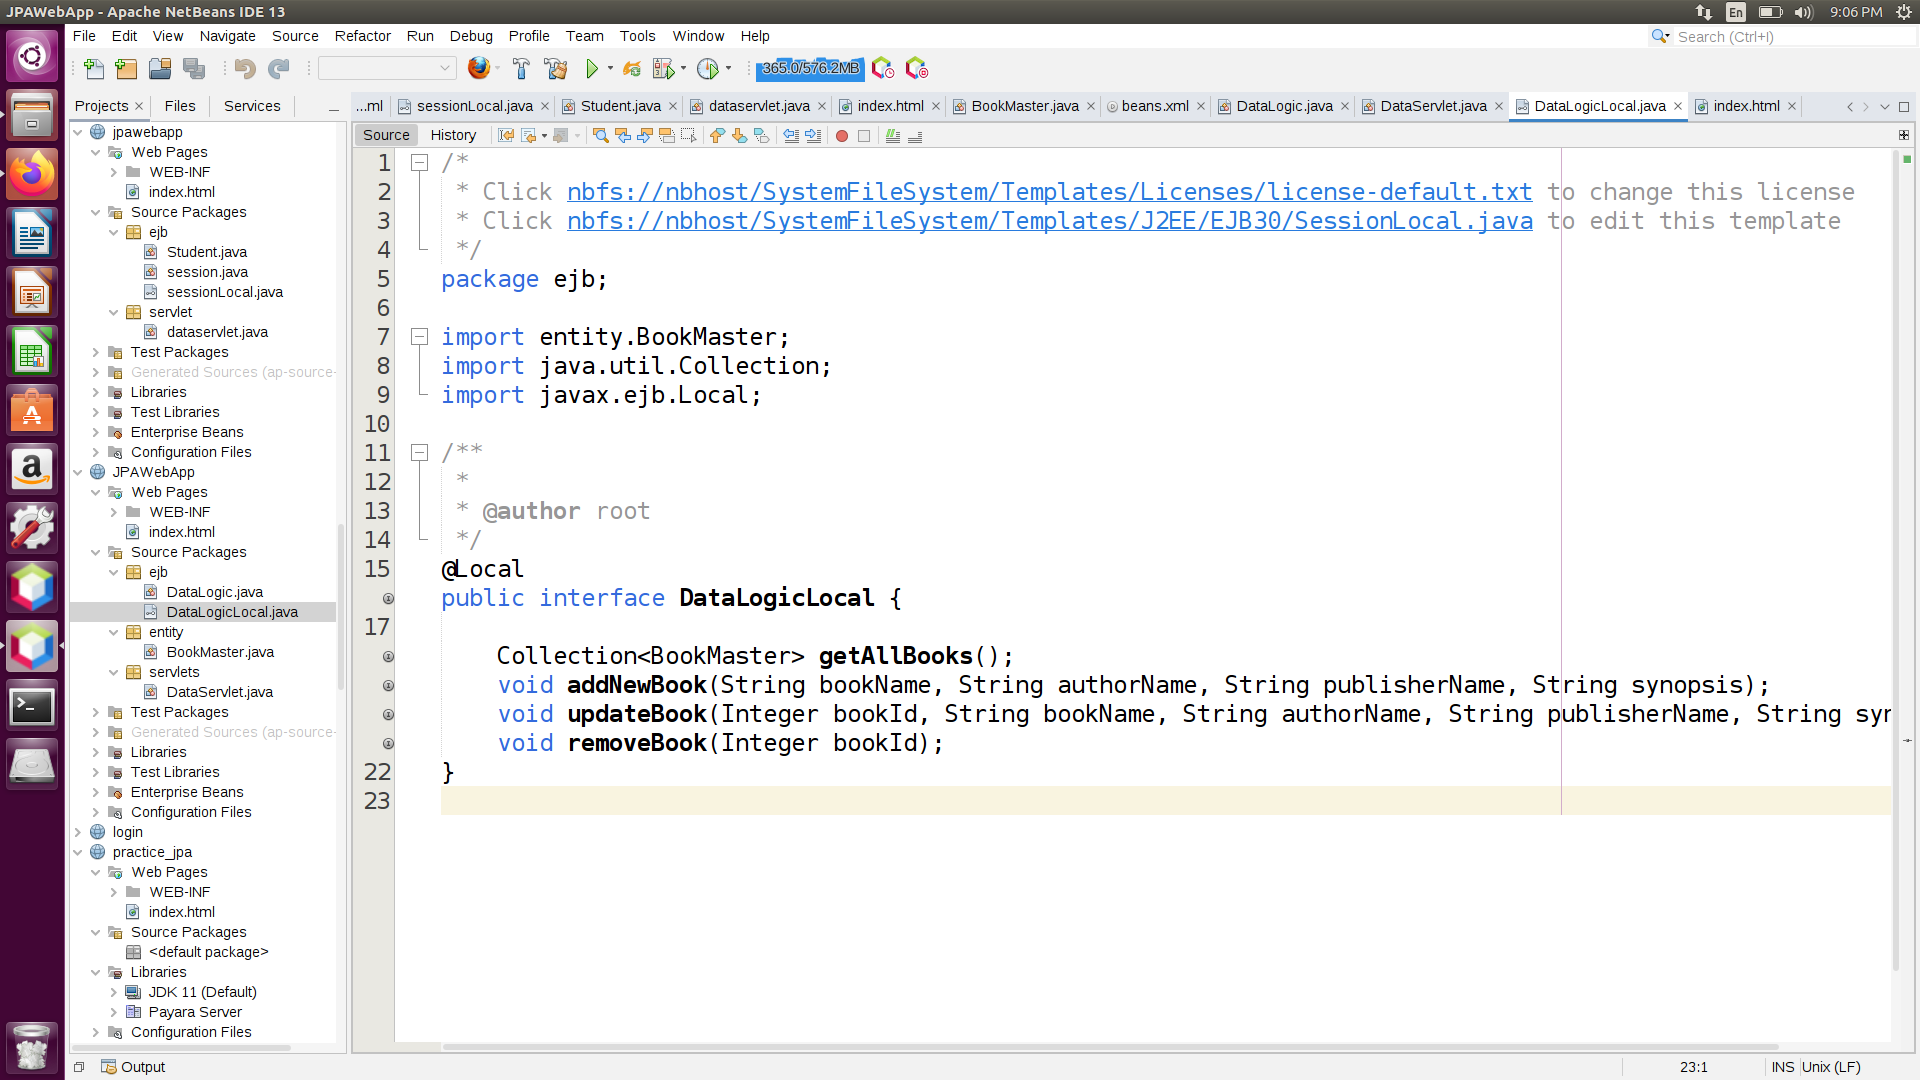 JPAWebApp - Apache NetBeans IDE 13
En
9:06 PM
File Edit View Navigate Source Refactor Run Debug Profile Team Tools Window Help
Search (Ctrl+I)
365.0/576.2MB
Projects Files Services
...ml sessionLocal.java Student.java dataservlet.java index.html BookMaster.java beans.xml DataLogic.java DataServlet.java DataLogicLocal.java index.html
Source History
jpawebapp
Web Pages
WEB-INF
index.html
Source Packages
ejb
Student.java
session.java
sessionLocal.java
servlet
dataservlet.java
Test Packages
Generated Sources (ap-source-
Libraries
Test Libraries
Enterprise Beans
Configuration Files
JPAWebApp
Web Pages
WEB-INF
index.html
Source Packages
ejb
DataLogic.java
DataLogicLocal.java
entity
BookMaster.java
servlets
DataServlet.java
Test Packages
Generated Sources (ap-source-
Libraries
Test Libraries
Enterprise Beans
Configuration Files
login
practice_jpa
Web Pages
WEB-INF
index.html
Source Packages
<default package>
Libraries
JDK 11 (Default)
Payara Server
Configuration Files
1 /*
2 * Click nbfs://nbhost/SystemFileSystem/Templates/Licenses/license-default.txt to change this license
3 * Click nbfs://nbhost/SystemFileSystem/Templates/J2EE/EJB30/SessionLocal.java to edit this template
4 */
5 package ejb;
6
7 import entity.BookMaster;
8 import java.util.Collection;
9 import javax.ejb.Local;
10
11 /**
12 *
13 * @author root
14 */
15 @Local
public interface DataLogicLocal {
17
Collection<BookMaster> getAllBooks();
void addNewBook(String bookName, String authorName, String publisherName, String synopsis);
void updateBook(Integer bookId, String bookName, String authorName, String publisherName, String syn
void removeBook(Integer bookId);
22 }
23
Output
23:1 INS Unix (LF)